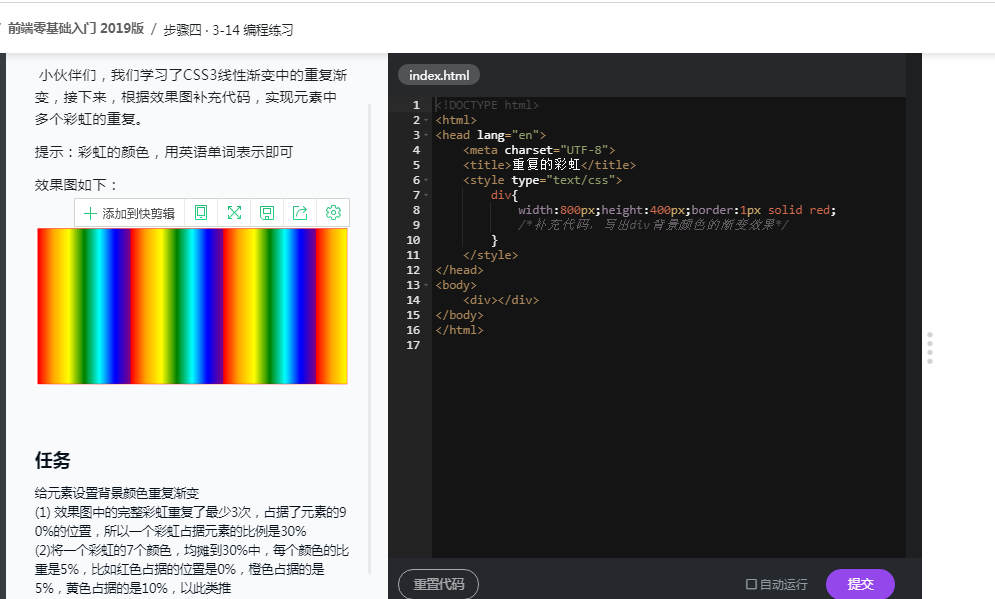 / 前端零基础入门 2019版 / 步骤四 · 3-14 编程练习
小伙伴们，我们学习了CSS3线性渐变中的重复渐
变，接下来，根据效果图补充代码，实现元素中
多个彩虹的重复。
提示：彩虹的颜色，用英语单词表示即可
效果图如下：
添加到快剪辑
任务
给元素设置背景颜色重复渐变
(1) 效果图中的完整彩虹重复了最少3次，占据了元素的9
0%的位置，所以一个彩虹占据元素的比例是30%
(2)将一个彩虹的7个颜色，均摊到30%中，每个颜色的比
重是5%，比如红色占据的位置是0%，橙色占据的是
5%，黄色占据的是10%，以此类推
index.html
1 <!DOCTYPE html>
2 <html>
3 <head lang="en">
4 <meta charset="UTF-8">
5 <title>重复的彩虹</title>
6 <style type="text/css">
7 div{
8 width:800px;height:400px;border:1px solid red;
9 /*补充代码，写出div背景颜色的渐变效果*/
10 }
11 </style>
12 </head>
13 <body>
14 <div></div>
15 </body>
16 </html>
17
重置代码
自动运行
提交